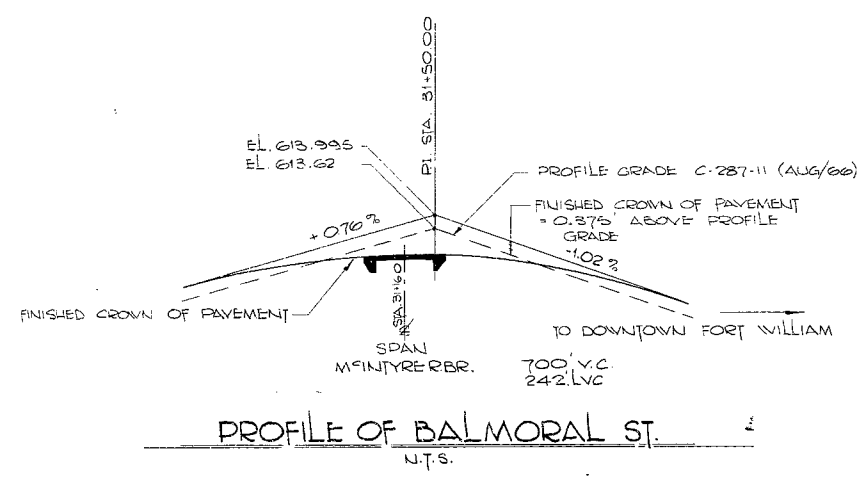 P.I. STA. 31+50.00
EL. 613.995
EL. 613.62
PROFILE GRADE C-287-11 (AUG/66)
FINISHED CROWN OF PAVEMENT
= 0.375' ABOVE PROFILE
GRADE
+ 0.76 %
-1.02 %
FINISHED CROWN OF PAVEMENT
STA. 31+60
TO DOWNTOWN FORT WILLIAM
SPAN
McINTYRE R.BR.
700' V.C.
242' LVC
PROFILE OF BALMORAL ST.
N.T.S.